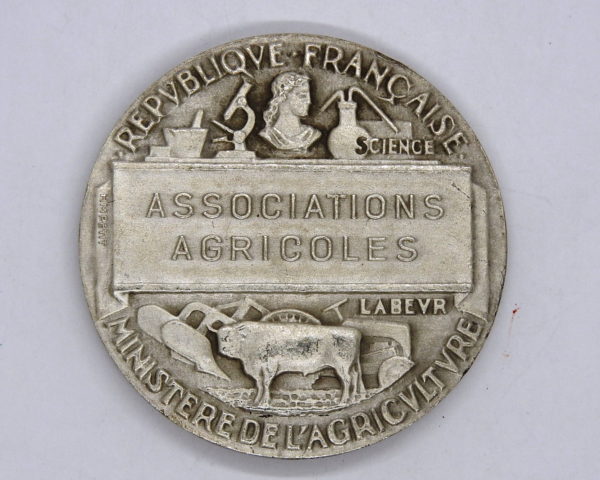 ·REPVBLIQVE·FRANÇAISE·
SCIENCE
ASSOCIATIONS
AGRICOLES
LABEVR
MINISTERE DE L'AGRICVLTVRE